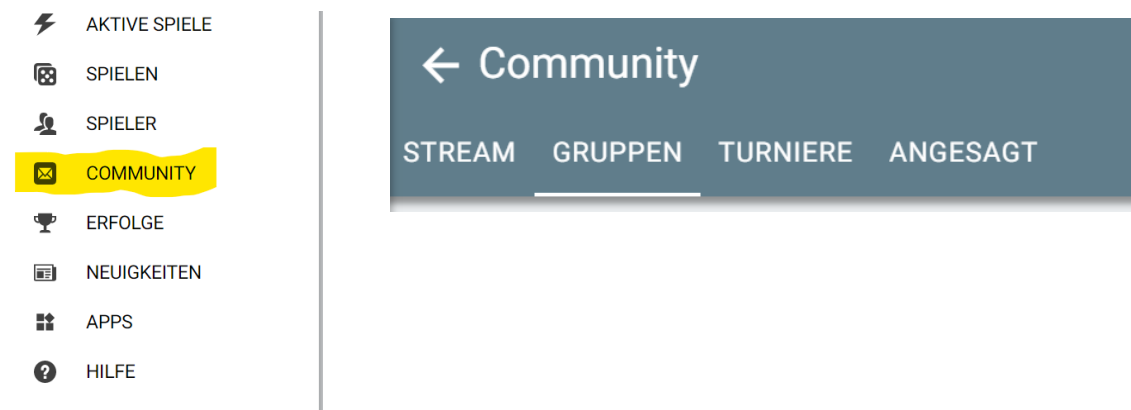 AKTIVE SPIELE
SPIELEN
SPIELER
COMMUNITY
ERFOLGE
NEUIGKEITEN
APPS
HILFE
Community
STREAM GRUPPEN TURNIERE ANGESAGT